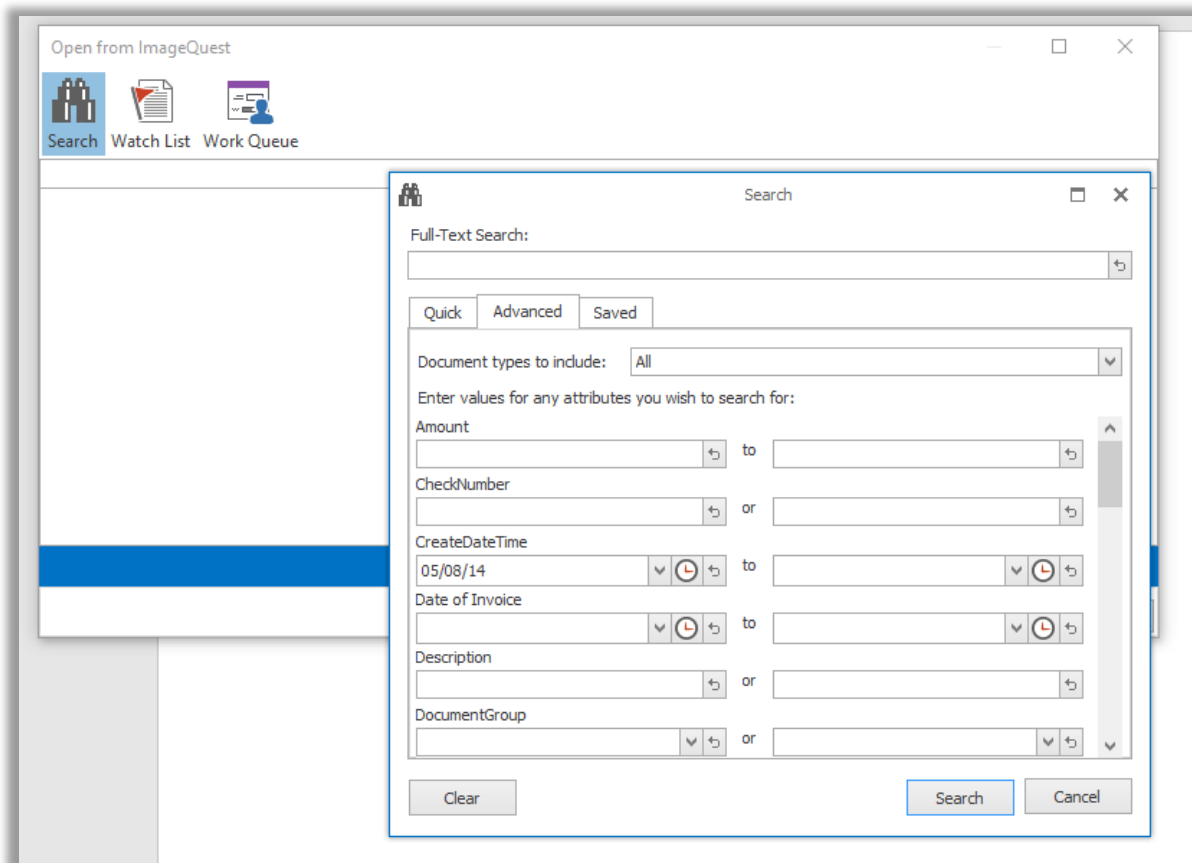 Open from ImageQuest
Search Watch List Work Queue
Search
Full-Text Search:
Quick Advanced Saved
Document types to include: All
Enter values for any attributes you wish to search for:
Amount
to
CheckNumber
or
CreateDateTime
05/08/14 to
Date of Invoice
to
Description
or
DocumentGroup
or
Clear Search Cancel